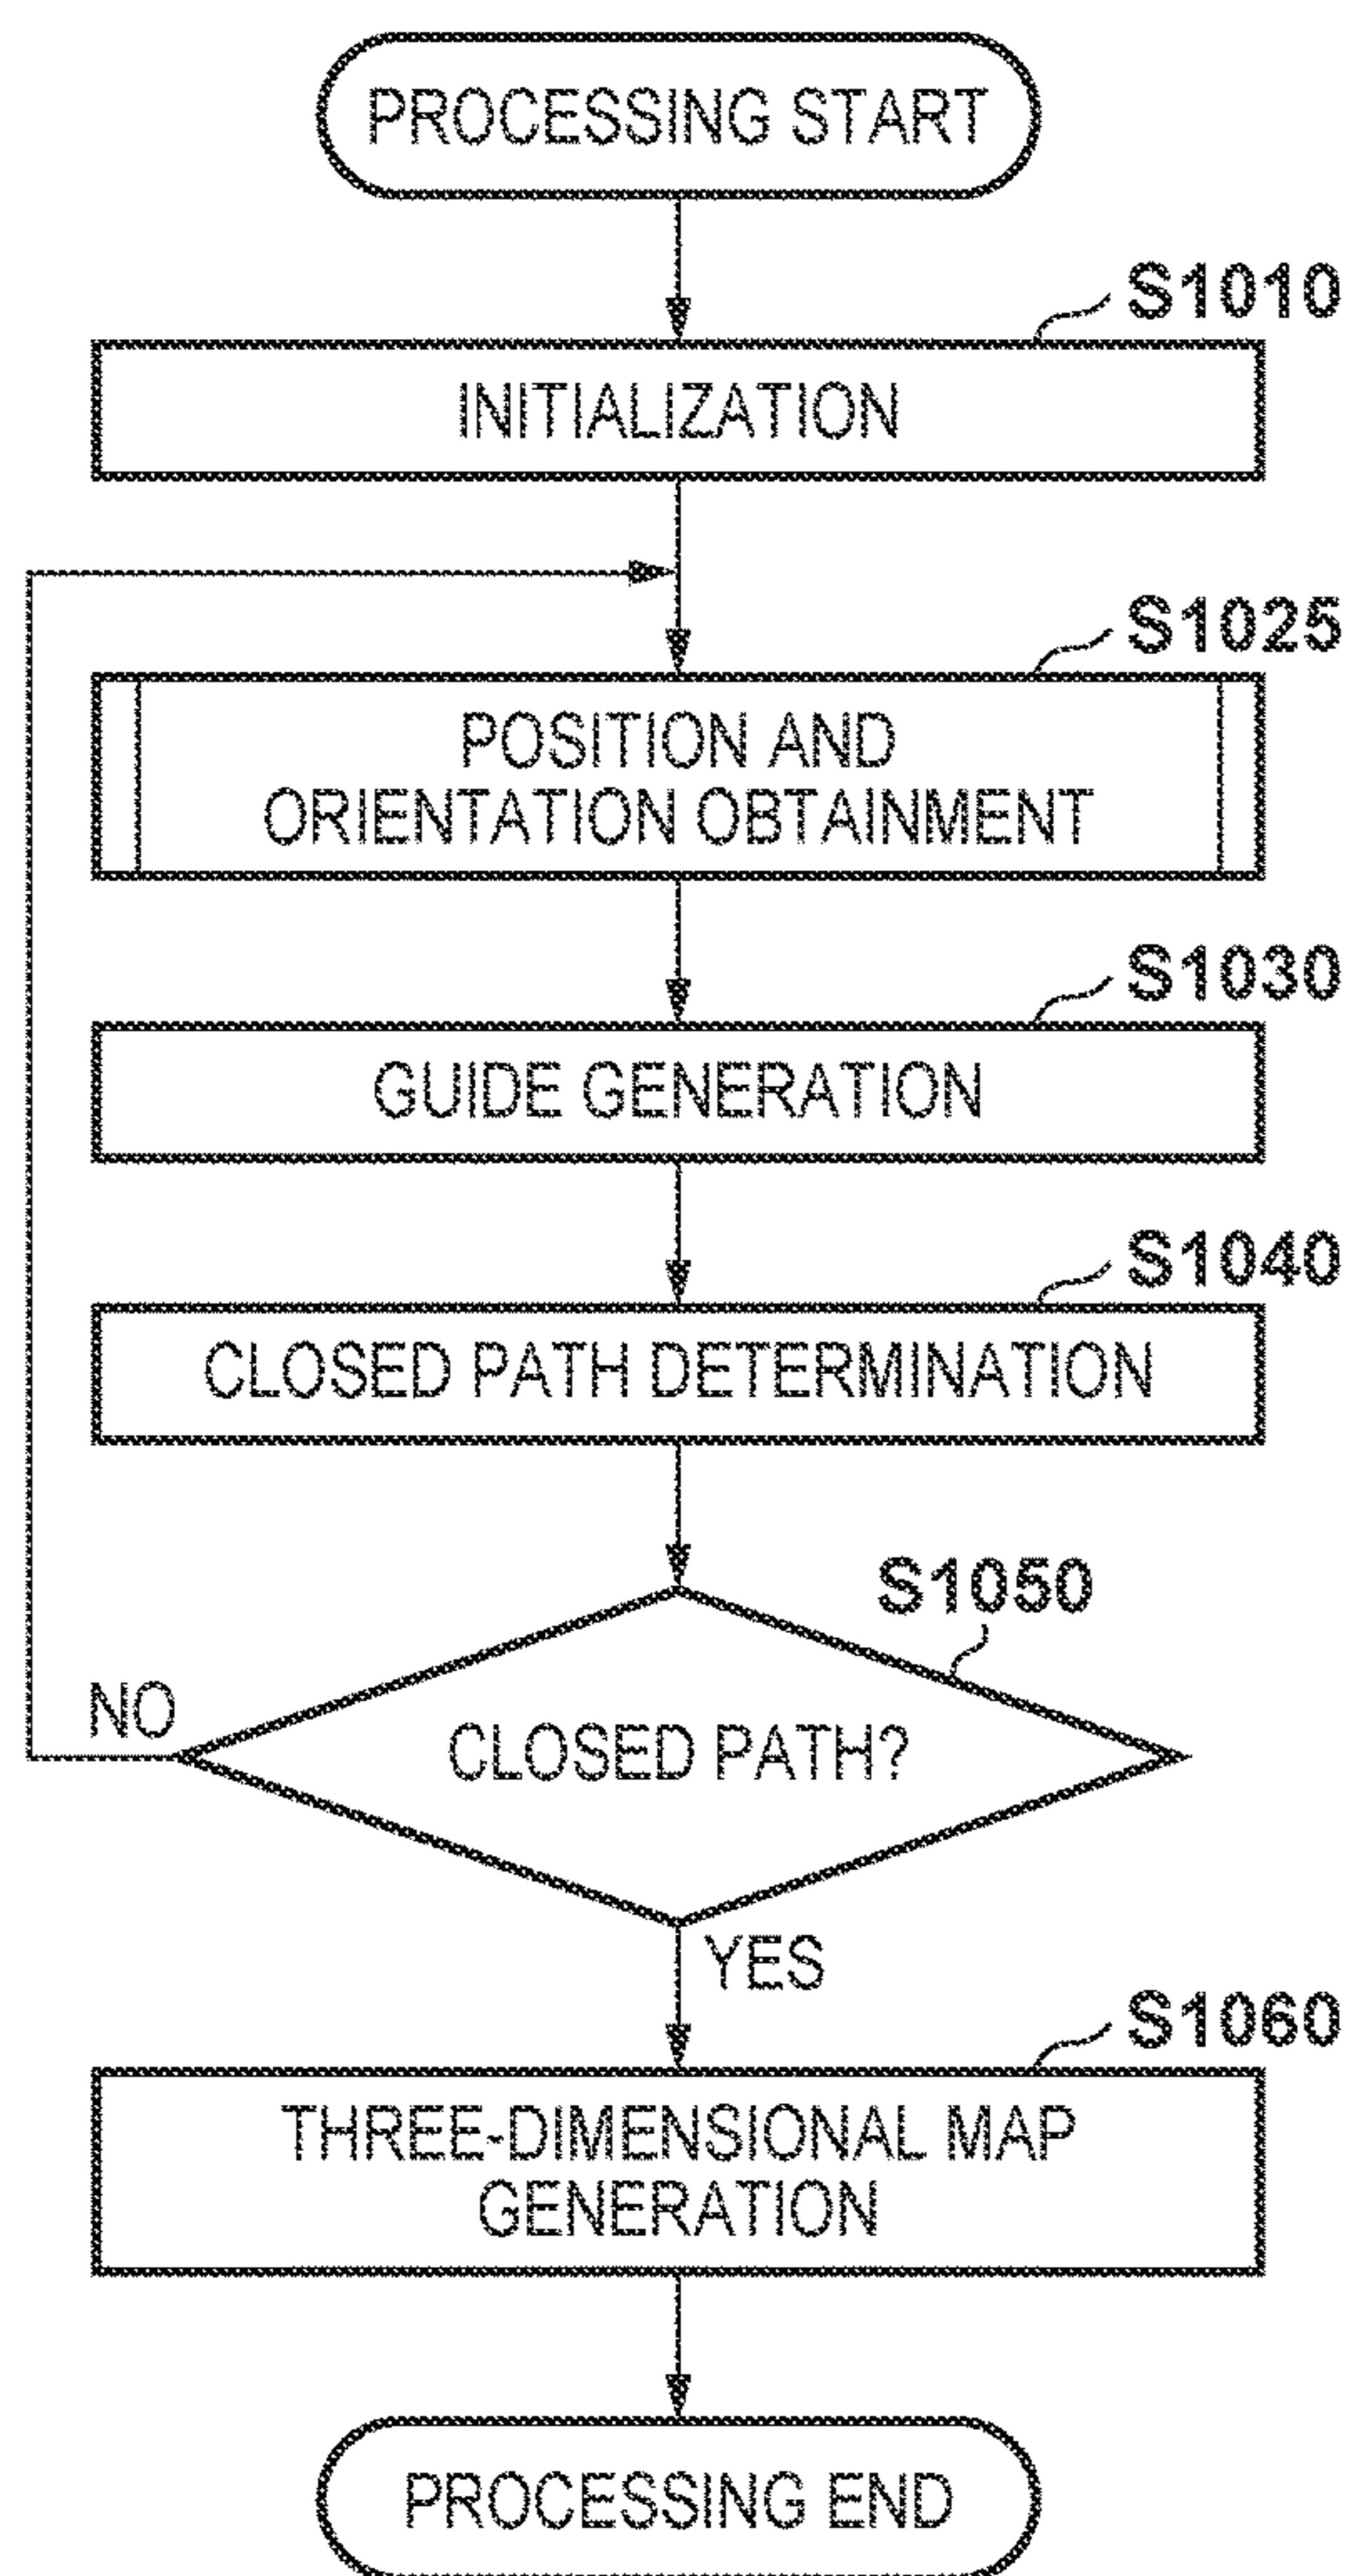 PROCESSING START
S1010
INITIALIZATION
S1025
POSITION AND
ORIENTATION OBTAINMENT
S1030
GUIDE GENERATION
S1040
CLOSED PATH DETERMINATION
S1050
NO
CLOSED PATH?
YES
S1060
THREE-DIMENSIONAL MAP
GENERATION
PROCESSING END